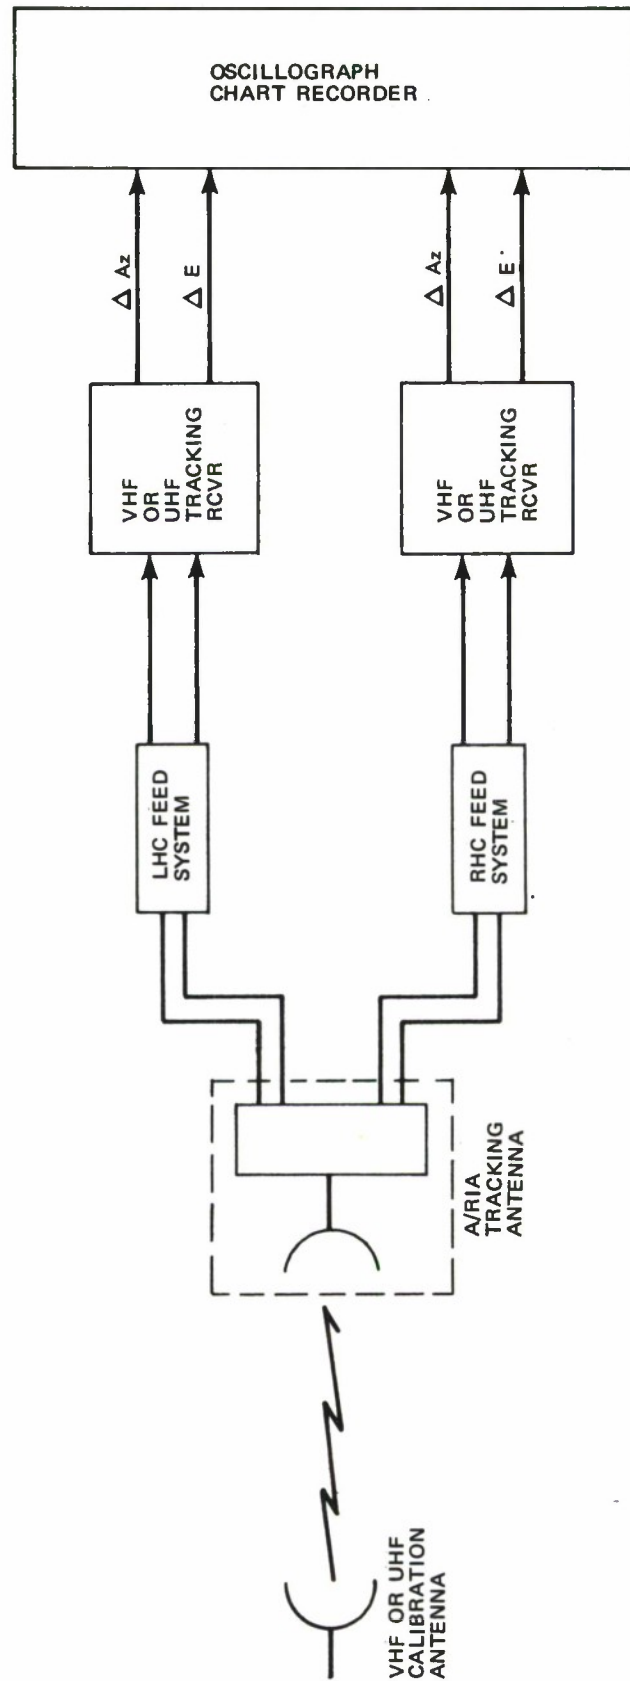 OSCILLOGRAPH
CHART RECORDER
Δ Az
Δ E
Δ Az
Δ E
VHF
OR
UHF
TRACKING
RCVR
VHF
OR
UHF
TRACKING
RCVR
LHC FEED
SYSTEM
RHC FEED
SYSTEM
A/RIA
TRACKING
ANTENNA
VHF OR UHF
CALIBRATION
ANTENNA